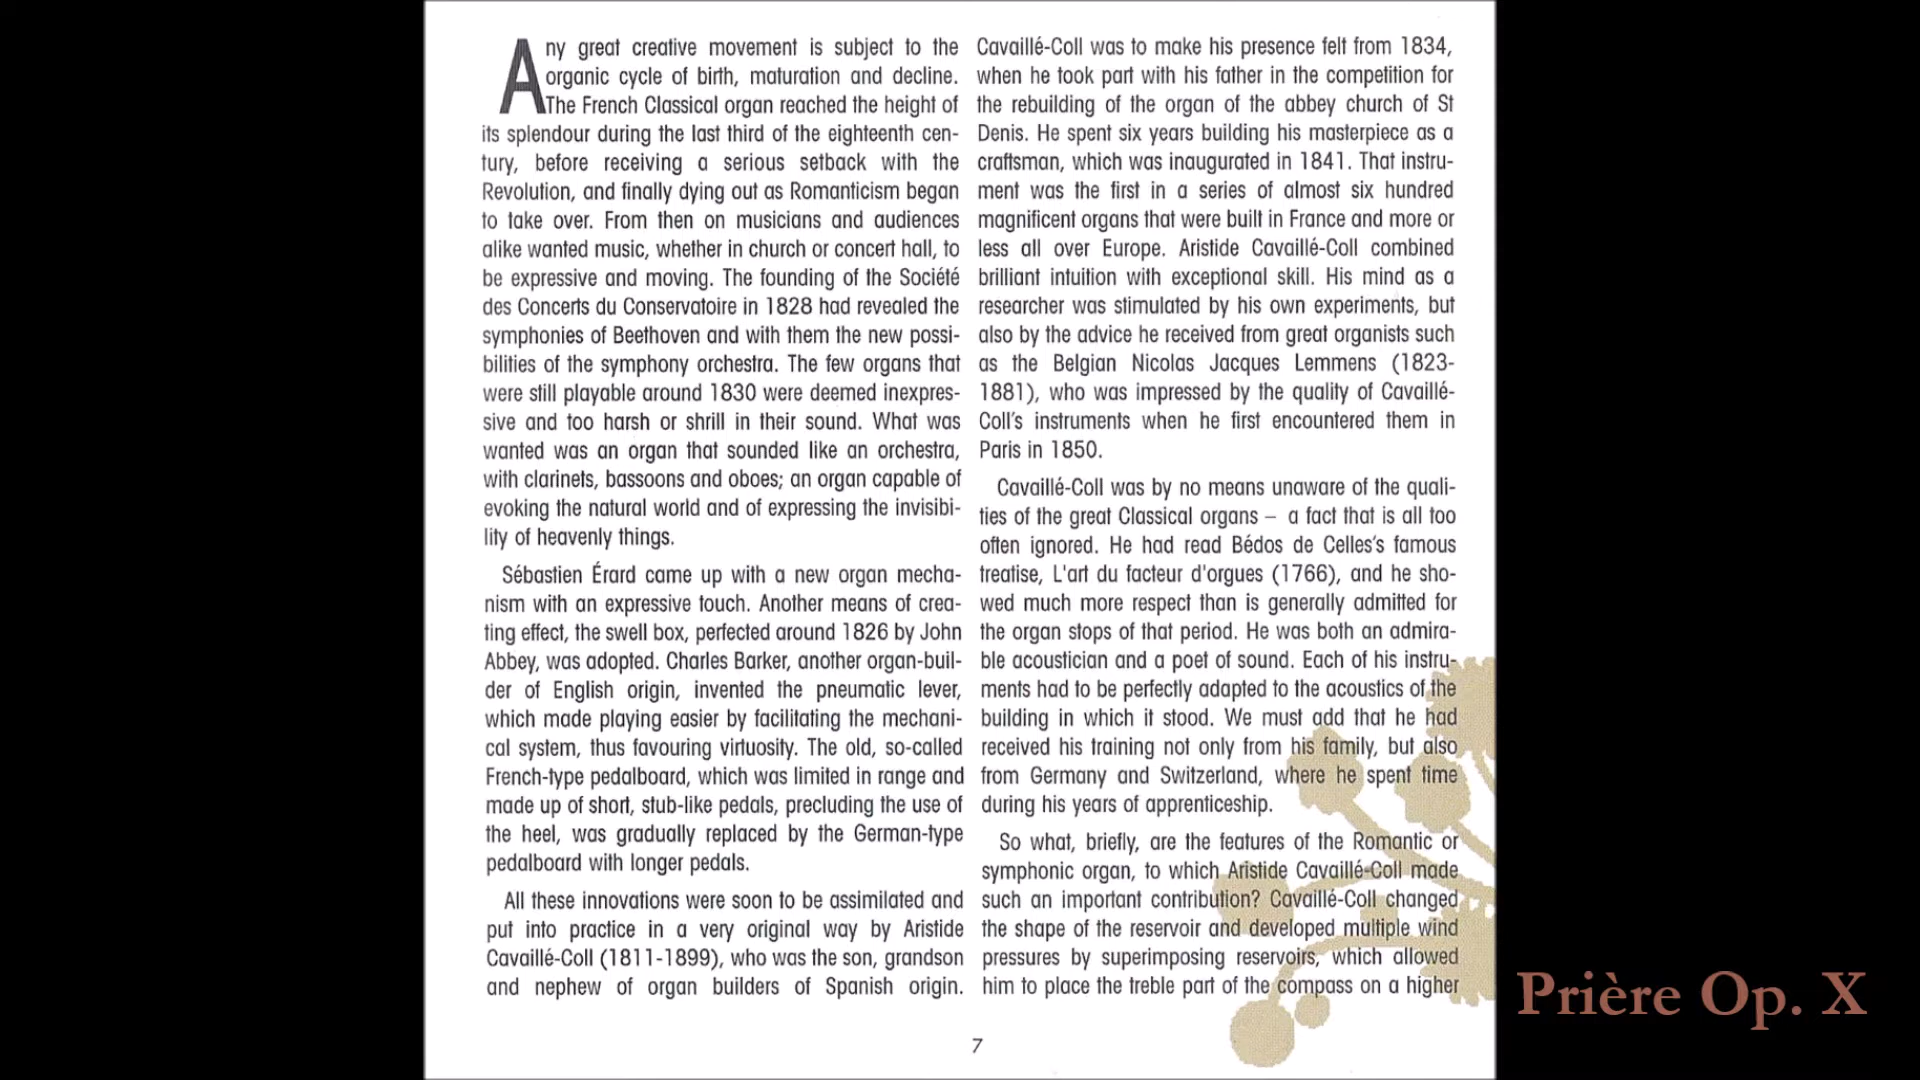 Any great creative movement is subject to the
organic cycle of birth, maturation and decline.
The French Classical organ reached the height of
its splendour during the last third of the eighteenth cen-
tury, before receiving a serious setback with the
Revolution, and finally dying out as Romanticism began
to take over. From then on musicians and audiences
alike wanted music, whether in church or concert hall, to
be expressive and moving. The founding of the Société
des Concerts du Conservatoire in 1828 had revealed the
symphonies of Beethoven and with them the new possi-
bilities of the symphony orchestra. The few organs that
were still playable around 1830 were deemed inexpres-
sive and too harsh or shrill in their sound. What was
wanted was an organ that sounded like an orchestra,
with clarinets, bassoons and oboes; an organ capable of
evoking the natural world and of expressing the invisibi-
lity of heavenly things.
Sébastien Érard came up with a new organ mecha-
nism with an expressive touch. Another means of crea-
ting effect, the swell box, perfected around 1826 by John
Abbey, was adopted. Charles Barker, another organ-buil-
der of English origin, invented the pneumatic lever,
which made playing easier by facilitating the mechani-
cal system, thus favouring virtuosity. The old, so-called
French-type pedalboard, which was limited in range and
made up of short, stub-like pedals, precluding the use of
the heel, was gradually replaced by the German-type
pedalboard with longer pedals.
All these innovations were soon to be assimilated and
put into practice in a very original way by Aristide
Cavaillé-Coll (1811-1899), who was the son, grandson
and nephew of organ builders of Spanish origin.
Cavaillé-Coll was to make his presence felt from 1834,
when he took part with his father in the competition for
the rebuilding of the organ of the abbey church of St
Denis. He spent six years building his masterpiece as a
craftsman, which was inaugurated in 1841. That instru-
ment was the first in a series of almost six hundred
magnificent organs that were built in France and more or
less all over Europe. Aristide Cavaillé-Coll combined
brilliant intuition with exceptional skill. His mind as a
researcher was stimulated by his own experiments, but
also by the advice he received from great organists such
as the Belgian Nicolas Jacques Lemmens (1823-
1881), who was impressed by the quality of Cavaillé-
Coll's instruments when he first encountered them in
Paris in 1850.
Cavaillé-Coll was by no means unaware of the quali-
ties of the great Classical organs – a fact that is all too
often ignored. He had read Bédos de Celles's famous
treatise, L'art du facteur d'orgues (1766), and he sho-
wed much more respect than is generally admitted for
the organ stops of that period. He was both an admira-
ble acoustician and a poet of sound. Each of his instru-
ments had to be perfectly adapted to the acoustics of the
building in which it stood. We must add that he had
received his training not only from his family, but also
from Germany and Switzerland, where he spent time
during his years of apprenticeship.
So what, briefly, are the features of the Romantic or
symphonic organ, to which Aristide Cavaillé-Coll made
such an important contribution? Cavaillé-Coll changed
the shape of the reservoir and developed multiple wind
pressures by superimposing reservoirs, which allowed
him to place the treble part of the compass on a higher
7
Prière Op. X